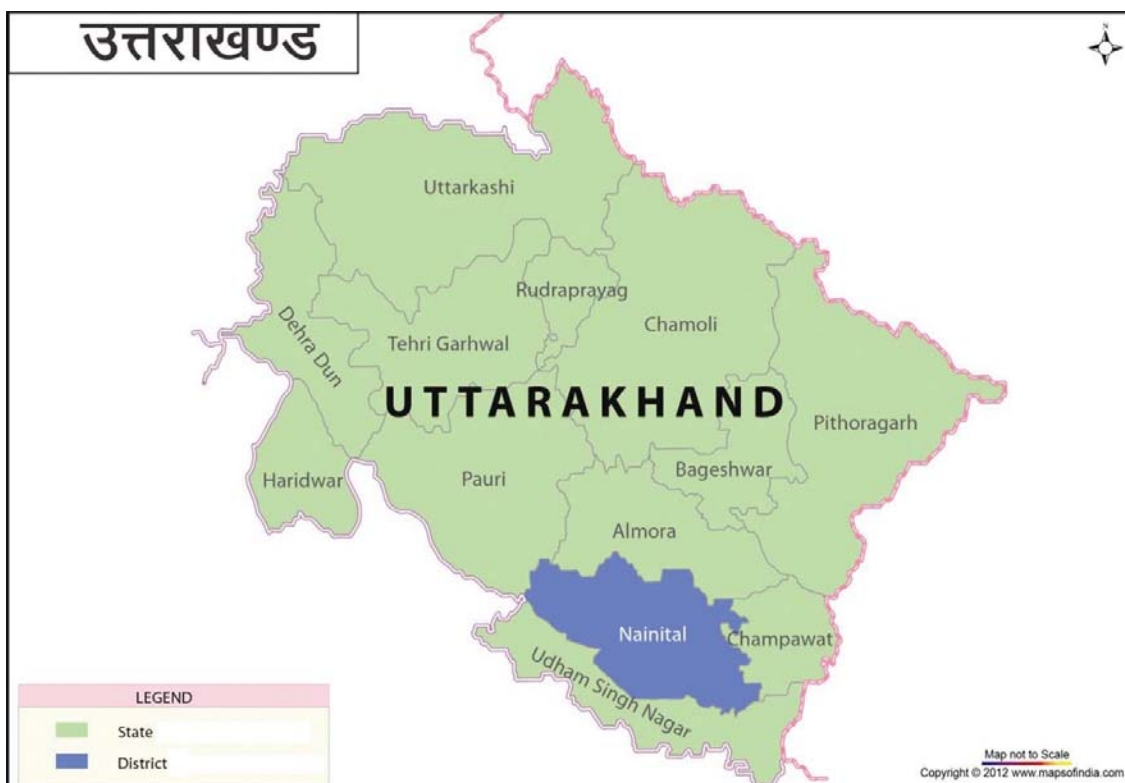 उत्तराखण्ड
N
Uttarkashi
Rudraprayag
Chamoli
Tehri Garhwal
Dehra Dun
UTTARAKHAND
Pithoragarh
Haridwar
Pauri
Bageshwar
Almora
Nainital
Champawat
Udham Singh Nagar
LEGEND
State
District
Map not to Scale
Copyright © 2012 www.mapsofindia.com